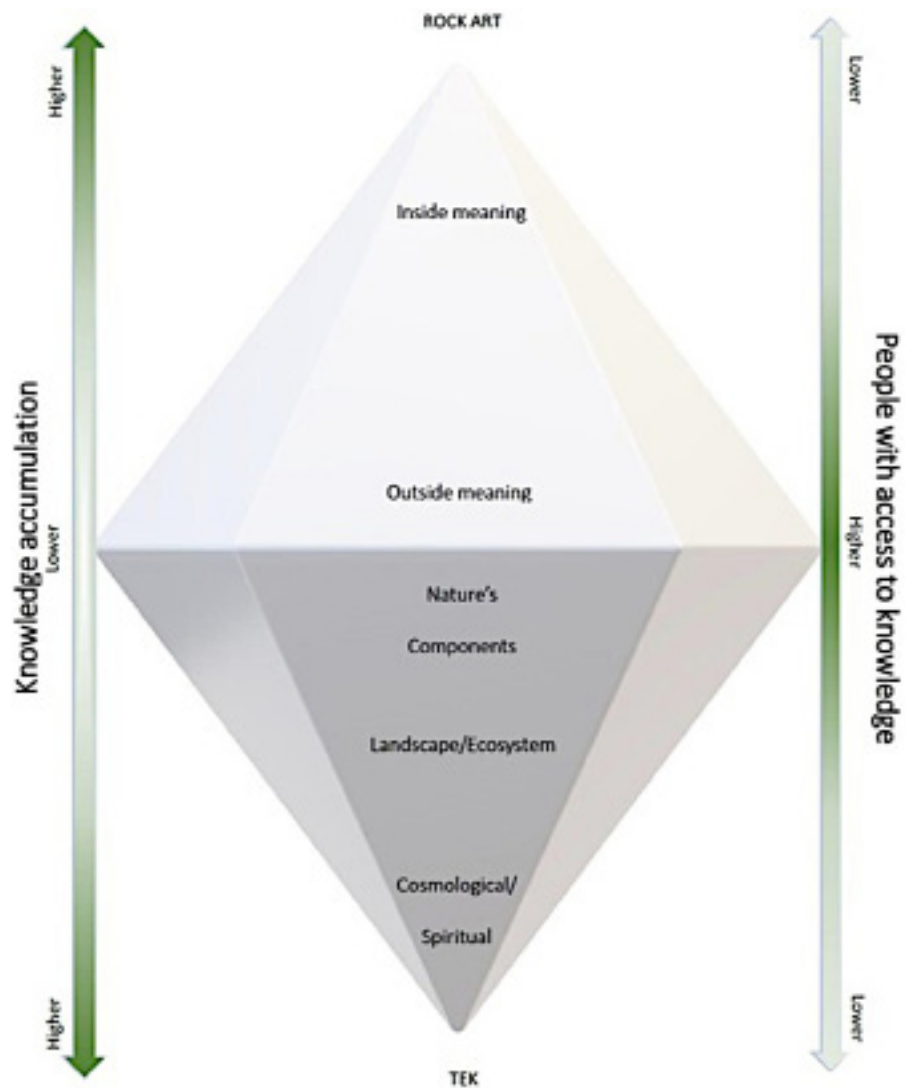 ROCK ART
Higher
Lower
Inside meaning
Knowledge accumulation
Lower
Outside meaning
Higher
People with access to knowledge
Nature's
Components
Landscape/Ecosystem
Cosmological/
Spiritual
Higher
Lower
TEK